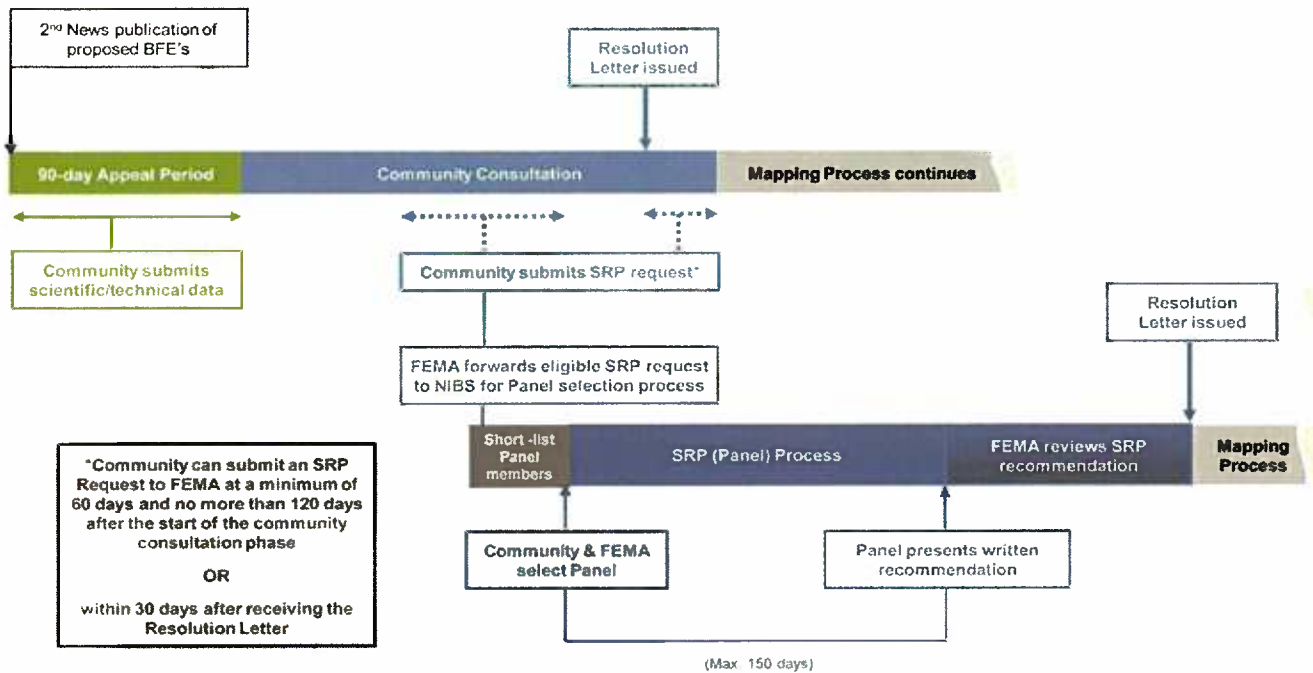 2nd News publication of
proposed BFE's
Resolution
Letter issued
90-day Appeal Period
Community Consultation
Mapping Process continues
Community submits
scientific/technical data
Community submits SRP request*
Resolution
Letter issued
FEMA forwards eligible SRP request
to NIBS for Panel selection process
Short -list
Panel
members
SRP (Panel) Process
FEMA reviews SRP
recommendation
Mapping
Process
*Community can submit an SRP
Request to FEMA at a minimum of
60 days and no more than 120 days
after the start of the community
consultation phase
OR
within 30 days after receiving the
Resolution Letter
Community & FEMA
select Panel
Panel presents written
recommendation
(Max 150 days)